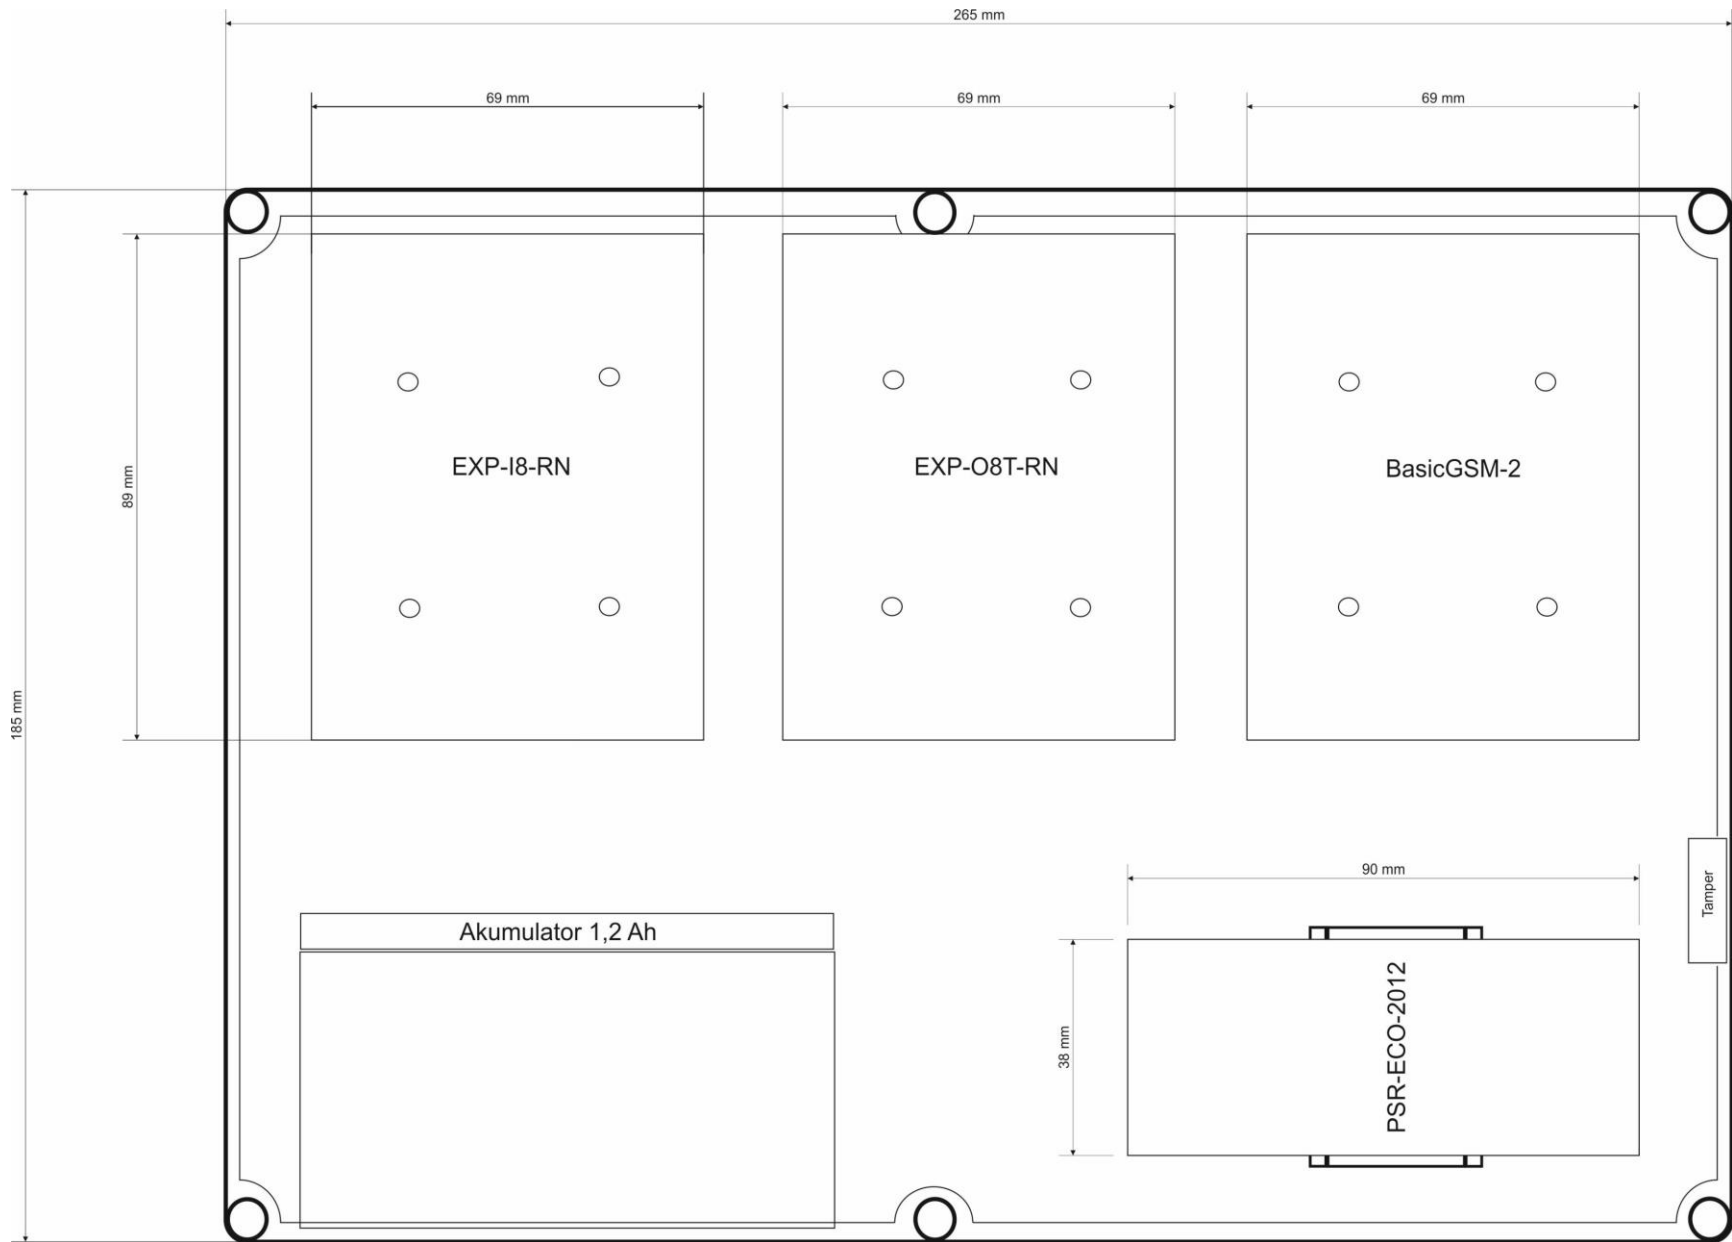 265 mm
69 mm
69 mm
69 mm
EXP-I8-RN
EXP-O8T-RN
BasicGSM-2
89 mm
185 mm
90 mm
Tamper
Akumulator 1,2 Ah
38 mm
PSR-ECO-2012